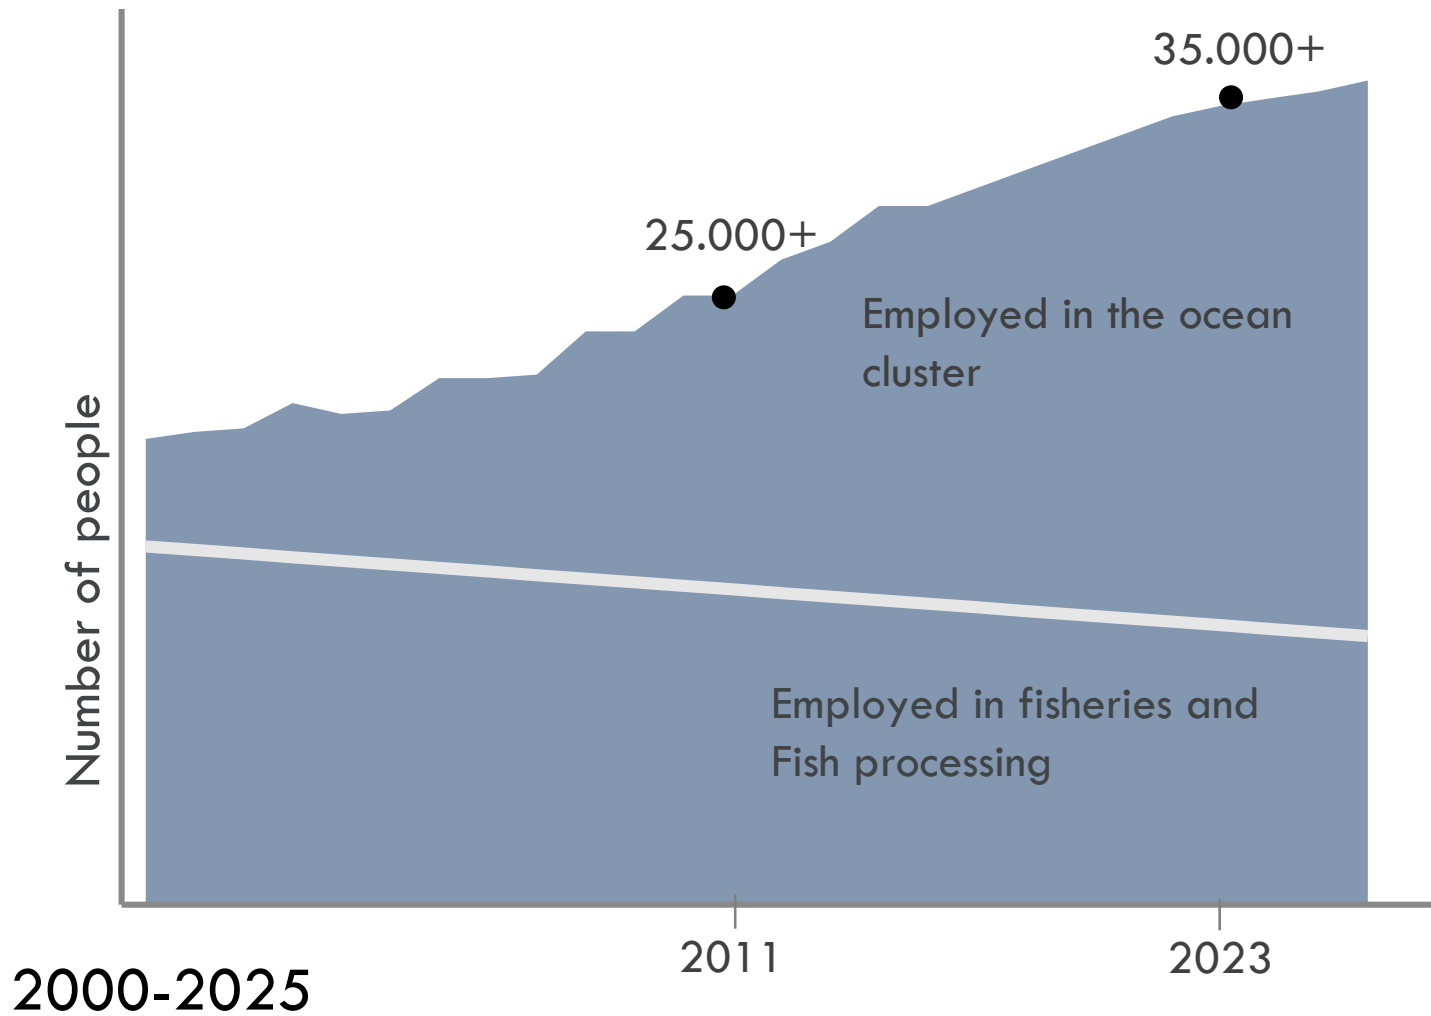 35.000+
25.000+
Employed in the ocean
cluster
Number of people
Employed in fisheries and
Fish processing
2011
2023
2000-2025